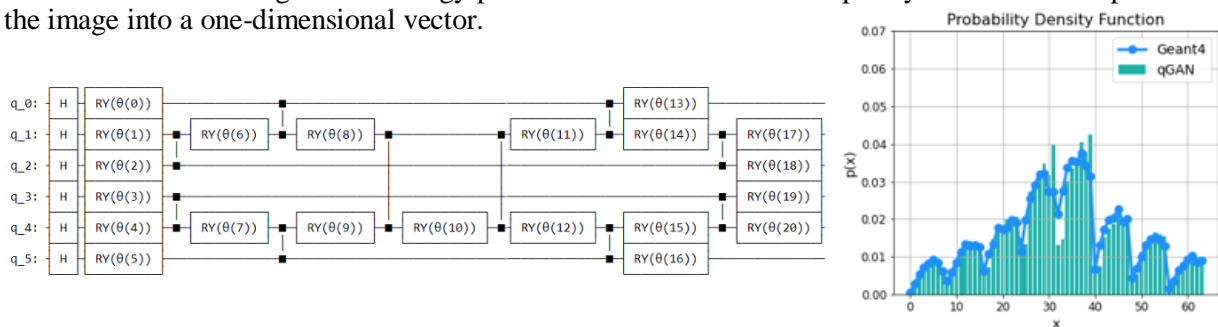 the image into a one-dimensional vector.
Probability Density Function
q_0: H RY(θ(0)) RY(θ(13))
q_1: H RY(θ(1)) RY(θ(6)) RY(θ(8)) RY(θ(11)) RY(θ(14)) RY(θ(17))
q_2: H RY(θ(2)) RY(θ(18))
q_3: H RY(θ(3)) RY(θ(19))
q_4: H RY(θ(4)) RY(θ(7)) RY(θ(9)) RY(θ(10)) RY(θ(12)) RY(θ(15)) RY(θ(20))
q_5: H RY(θ(5)) RY(θ(16))
Geant4
qGAN
p(x)
0.07
0.06
0.05
0.04
0.03
0.02
0.01
0.00
0 10 20 30 40 50 60
x